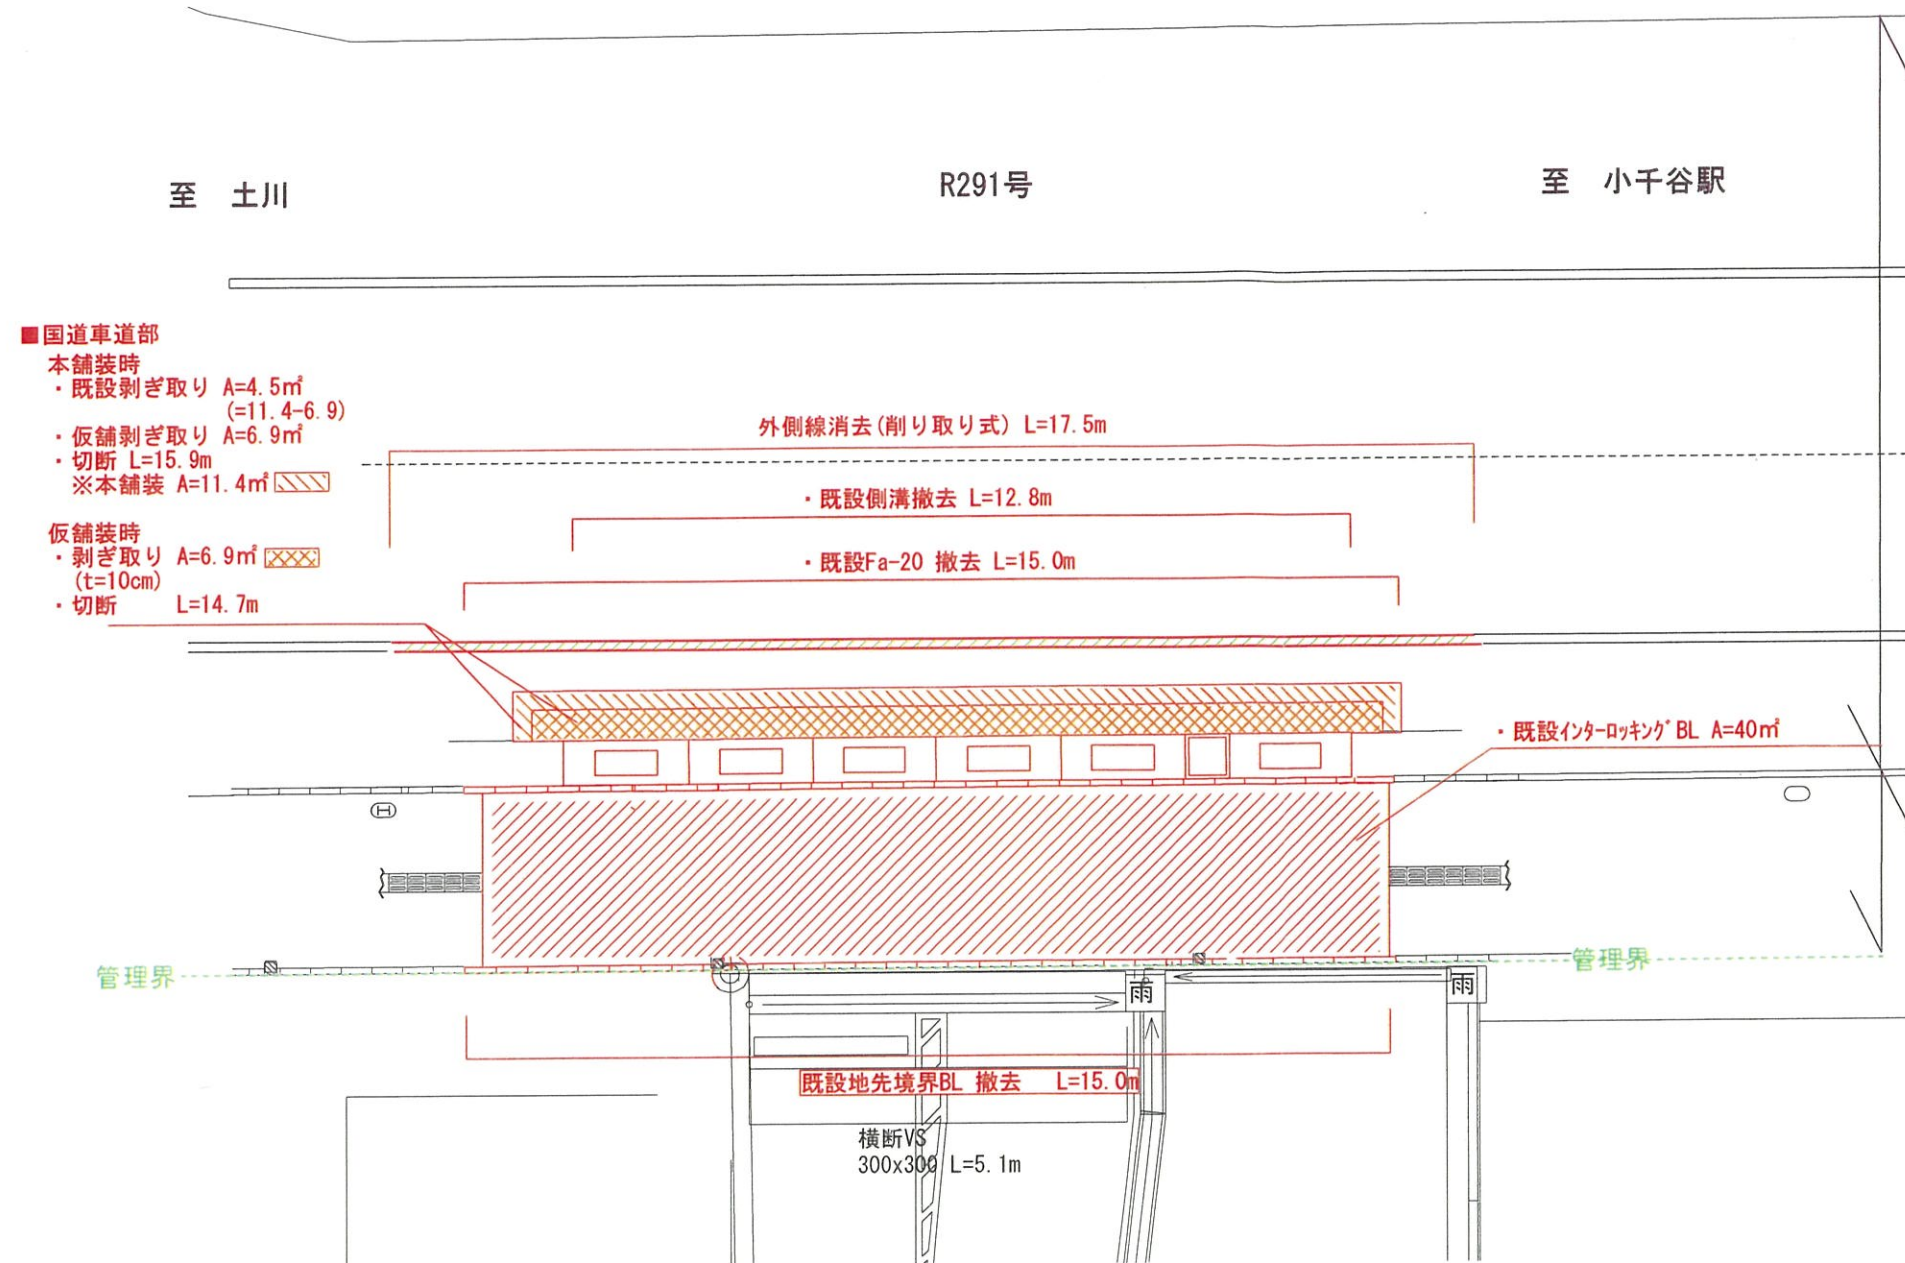 至 土川
R291号
至 小千谷駅
■国道車道部
本舗装時
・既設剥ぎ取り A=4.5㎡
(=11.4-6.9)
・仮舗剥ぎ取り A=6.9㎡
・切断 L=15.9m
※本舗装 A=11.4㎡
仮舗装時
・剥ぎ取り A=6.9㎡
(t=10cm)
・切断 L=14.7m
外側線消去(削り取り式) L=17.5m
・既設側溝撤去 L=12.8m
・既設Fa-20 撤去 L=15.0m
・既設ｲﾝﾀｰﾛｯｷﾝｸﾞBL A=40㎡
管理界
管理界
雨
雨
既設地先境界BL 撤去 L=15.0m
横断VS
300x300 L=5.1m